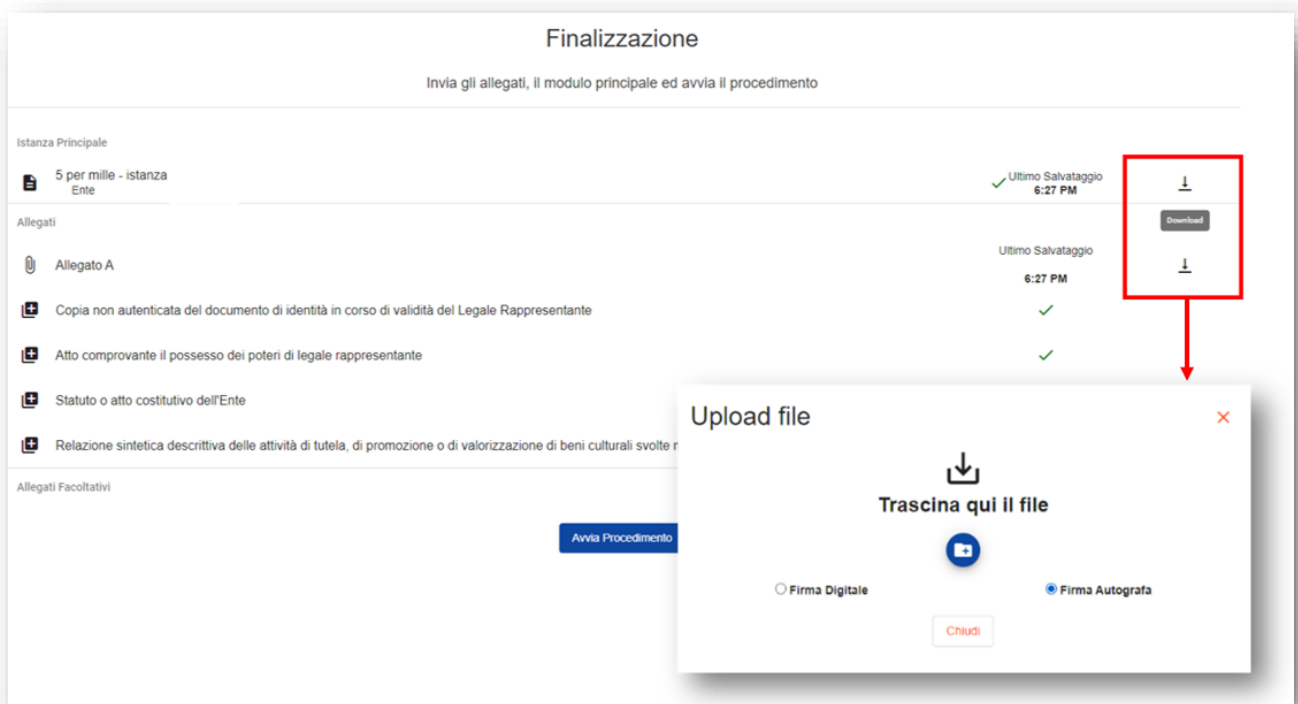 Finalizzazione
Invia gli allegati, il modulo principale ed avvia il procedimento
Istanza Principale
5 per mille - istanza
Ente
Ultimo Salvataggio
6:27 PM
Download
Allegati
Allegato A
Ultimo Salvataggio
6:27 PM
Copia non autenticata del documento di identità in corso di validità del Legale Rappresentante
Atto comprovante il possesso dei poteri di legale rappresentante
Statuto o atto costitutivo dell'Ente
Relazione sintetica descrittiva delle attività di tutela, di promozione o di valorizzazione di beni culturali svolte
Allegati Facoltativi
Avvia Procedimento
Upload file
Trascina qui il file
Firma Digitale
Firma Autografa
Chiudi